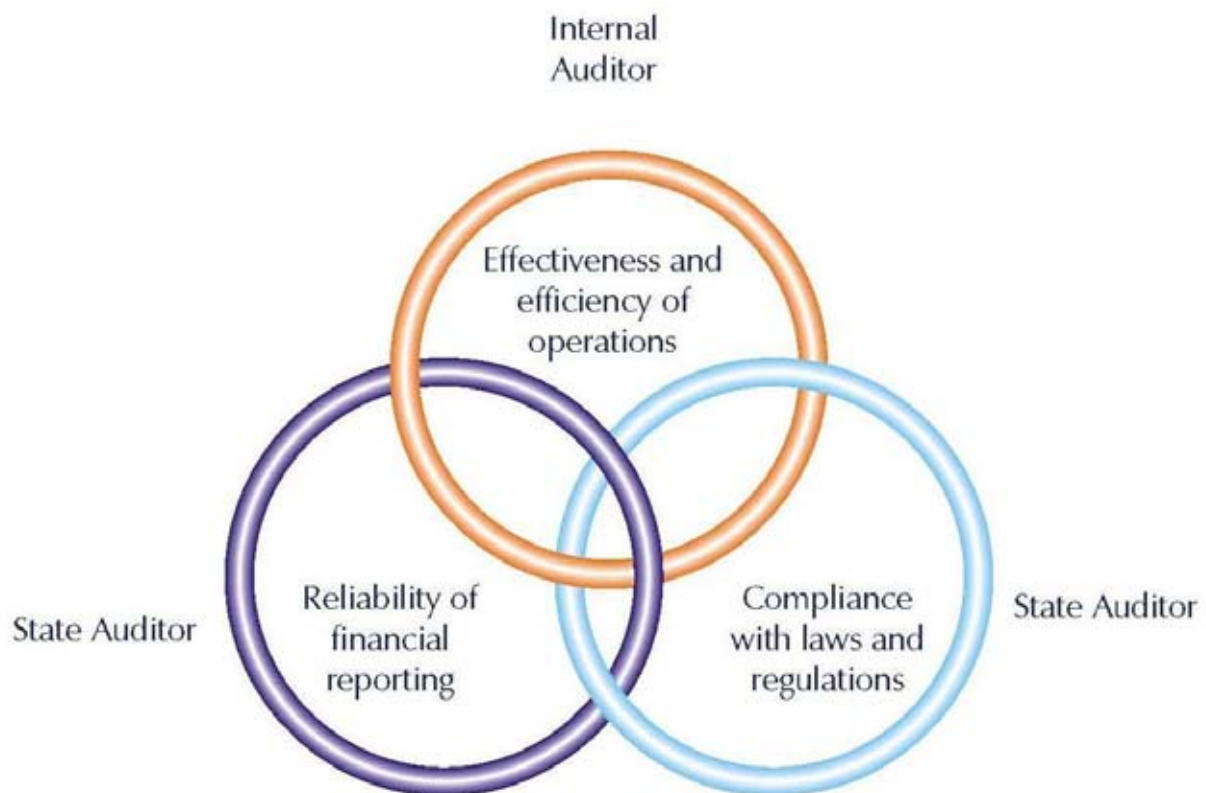 Internal
Auditor
Effectiveness and
efficiency of
operations
State Auditor
Reliability of
financial
reporting
Compliance
with laws and
regulations
State Auditor